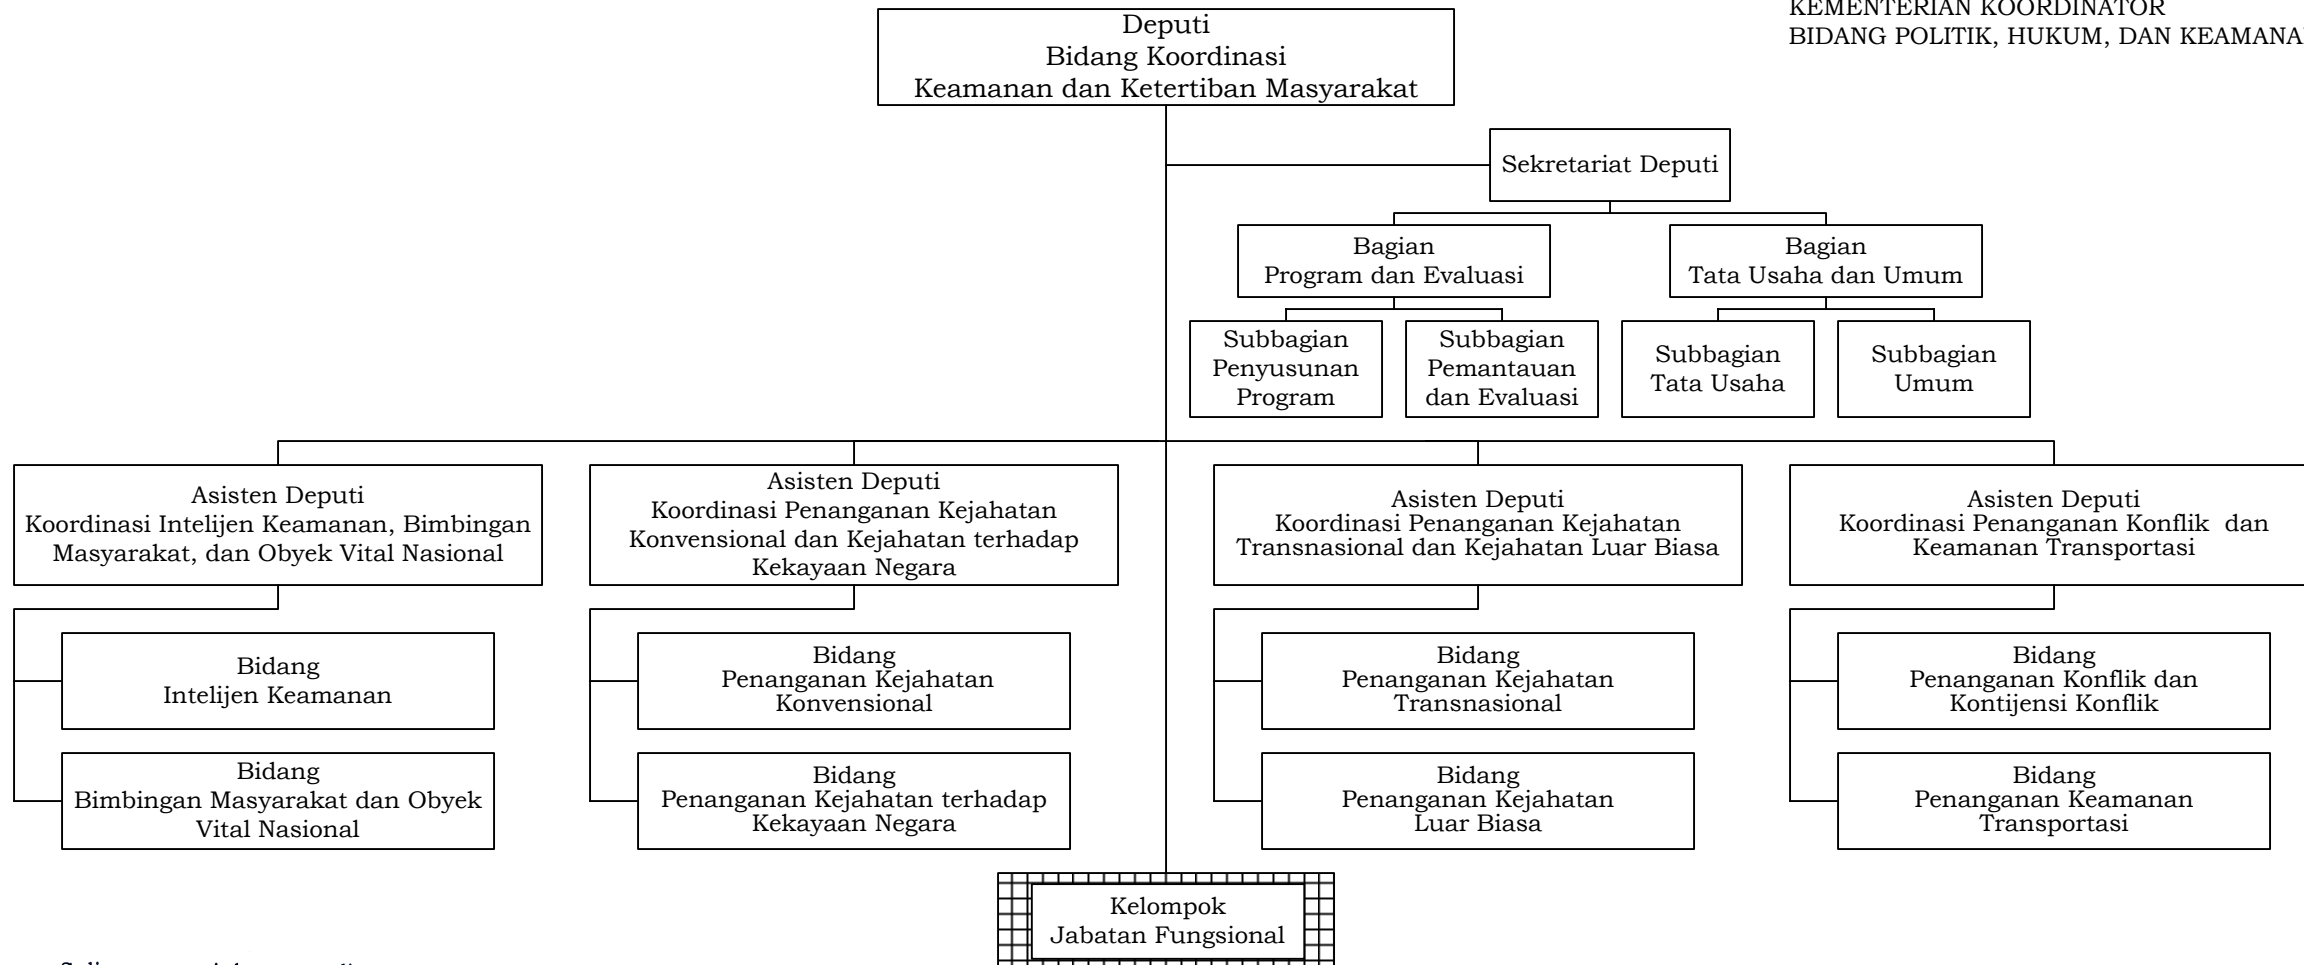 KEMENTERIAN KOORDINATOR
BIDANG POLITIK, HUKUM, DAN
Deputi
Bidang Koordinasi
Keamanan dan Ketertiban Masyarakat
Sekretariat Deputi
Bagian
Program dan Evaluasi
Bagian
Tata Usaha dan Umum
Subbagian
Penyusunan
Program
Subbagian
Pemantauan
dan Evaluasi
Subbagian
Tata Usaha
Subbagian
Umum
Asisten Deputi
Koordinasi Intelijen Keamanan, Bimbingan
Masyarakat, dan Obyek Vital Nasional
Asisten Deputi
Koordinasi Penanganan Kejahatan
Konvensional dan Kejahatan terhadap
Kekayaan Negara
Asisten Deputi
Koordinasi Penanganan Kejahatan
Transnasional dan Kejahatan Luar Biasa
Asisten Deputi
Koordinasi Penanganan Konflik dan
Keamanan Transportasi
Bidang
Intelijen Keamanan
Bidang
Penanganan Kejahatan
Konvensional
Bidang
Penanganan Kejahatan
Transnasional
Bidang
Penanganan Konflik dan
Kontijensi Konflik
Bidang
Bimbingan Masyarakat dan Obyek
Vital Nasional
Bidang
Penanganan Kejahatan terhadap
Kekayaan Negara
Bidang
Penanganan Kejahatan
Luar Biasa
Bidang
Penanganan Keamanan
Transportasi
Kelompok
Jabatan Fungsional